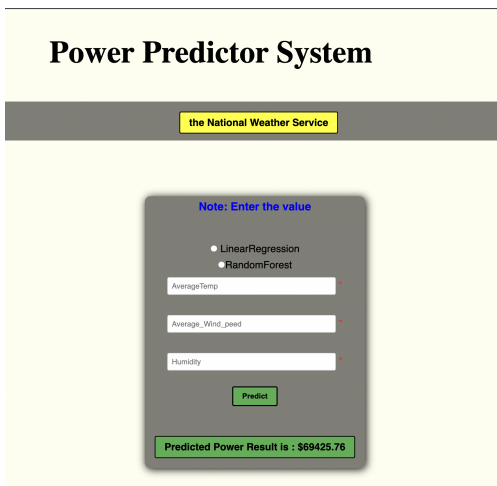 Power Predictor System
the National Weather Service
Note: Enter the value
LinearRegression
RandomForest
AverageTemp
*
Average_Wind_peed
*
Humidity
*
Predict
Predicted Power Result is : $69425.76